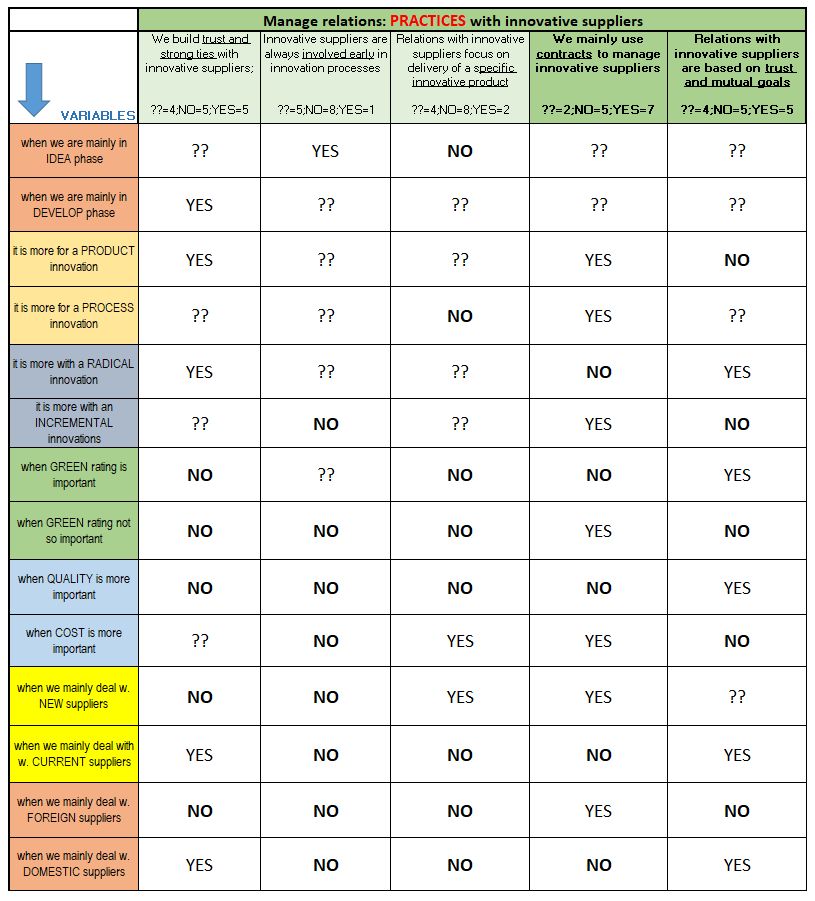 Manage relations: PRACTICES with innovative suppliers
VARIABLES
We build trust and
strong ties with
innovative suppliers;
??=4;NO=5;YES=5
Innovative suppliers are
always involved early in
innovation processes
??=5;NO=8;YES=1
Relations with innovative
suppliers focus on
delivery of a specific
innovative product
??=4;NO=8;YES=2
We mainly use
contracts to manage
innovative suppliers
??=2;NO=5;YES=7
Relations with
innovative suppliers
are based on trust
and mutual goals
??=4;NO=5;YES=5
when we are mainly in
IDEA phase
?? YES NO ?? ??
when we are mainly in
DEVELOP phase
YES ?? ?? ?? ??
it is more for a PRODUCT
innovation
YES ?? ?? YES NO
it is more for a PROCESS
innovation
?? ?? NO YES ??
it is more with a RADICAL
innovation
YES ?? ?? NO YES
it is more with an
INCREMENTAL
innovations
?? NO ?? YES NO
when GREEN rating is
important
NO ?? NO NO YES
when GREEN rating not
so important
NO NO NO YES NO
when QUALITY is more
important
NO NO NO NO YES
when COST is more
important
?? NO YES YES NO
when we mainly deal w.
NEW suppliers
NO NO YES YES ??
when we mainly deal with
w. CURRENT suppliers
YES NO NO NO YES
when we mainly deal w.
FOREIGN suppliers
NO NO NO YES NO
when we mainly deal w.
DOMESTIC suppliers
YES NO NO NO YES